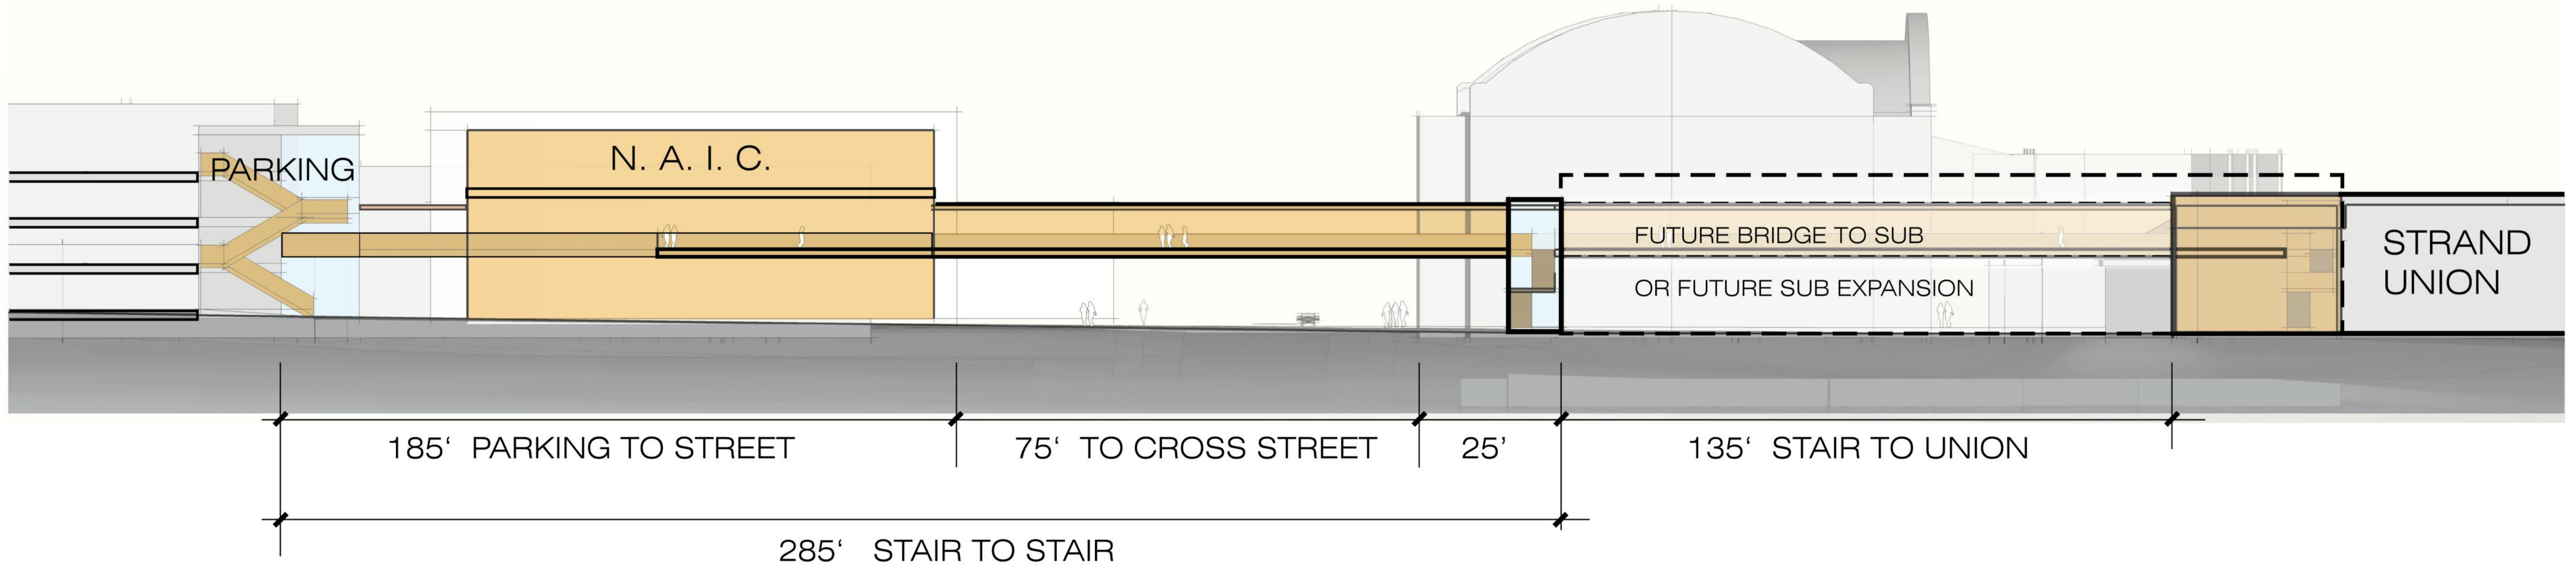 PARKING
N. A. I. C.
FUTURE BRIDGE TO SUB
OR FUTURE SUB EXPANSION
STRAND
UNION
185‘ PARKING TO STREET
75‘ TO CROSS STREET
25’
135‘ STAIR TO UNION
285‘ STAIR TO STAIR